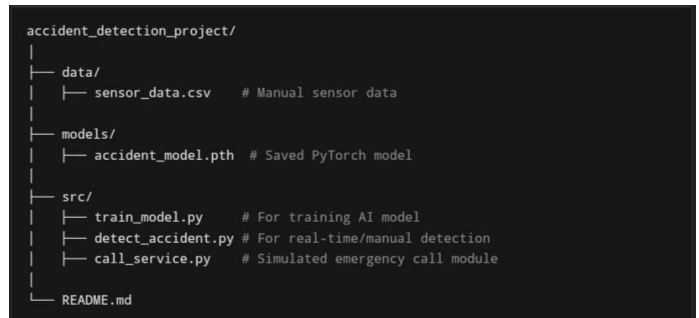 accident_detection_project/
│
├── data/
│   ├── sensor_data.csv    # Manual sensor data
│
├── models/
│   ├── accident_model.pth  # Saved PyTorch model
│
├── src/
│   ├── train_model.py     # For training AI model
│   ├── detect_accident.py # For real-time/manual detection
│   ├── call_service.py    # Simulated emergency call module
│
└── README.md